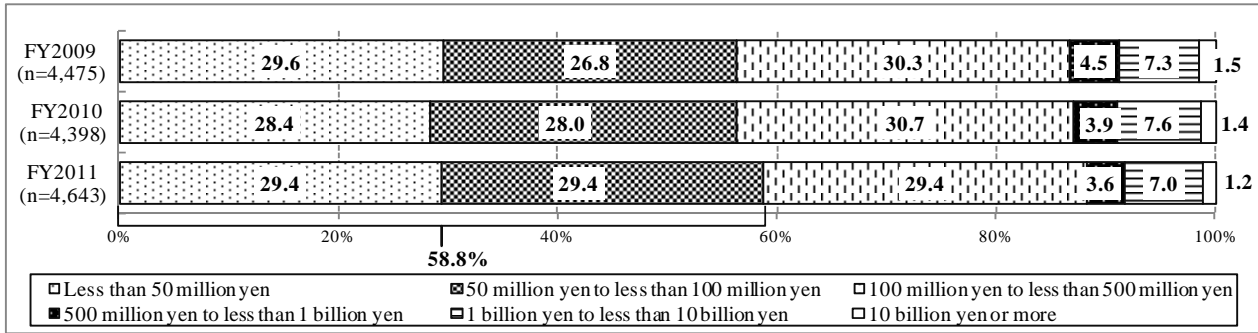 FY2009
(n=4,475)
29.6 26.8 30.3 4.5 7.3 1.5
FY2010
(n=4,398)
28.4 28.0 30.7 3.9 7.6 1.4
FY2011
(n=4,643)
29.4 29.4 29.4 3.6 7.0 1.2
0% 20% 40% 60% 80% 100%
58.8%
Less than 50 million yen 50 million yen to less than 100 million yen 100 million yen to less than 500 million yen
500 million yen to less than 1 billion yen 1 billion yen to less than 10 billion yen 10 billion yen or more